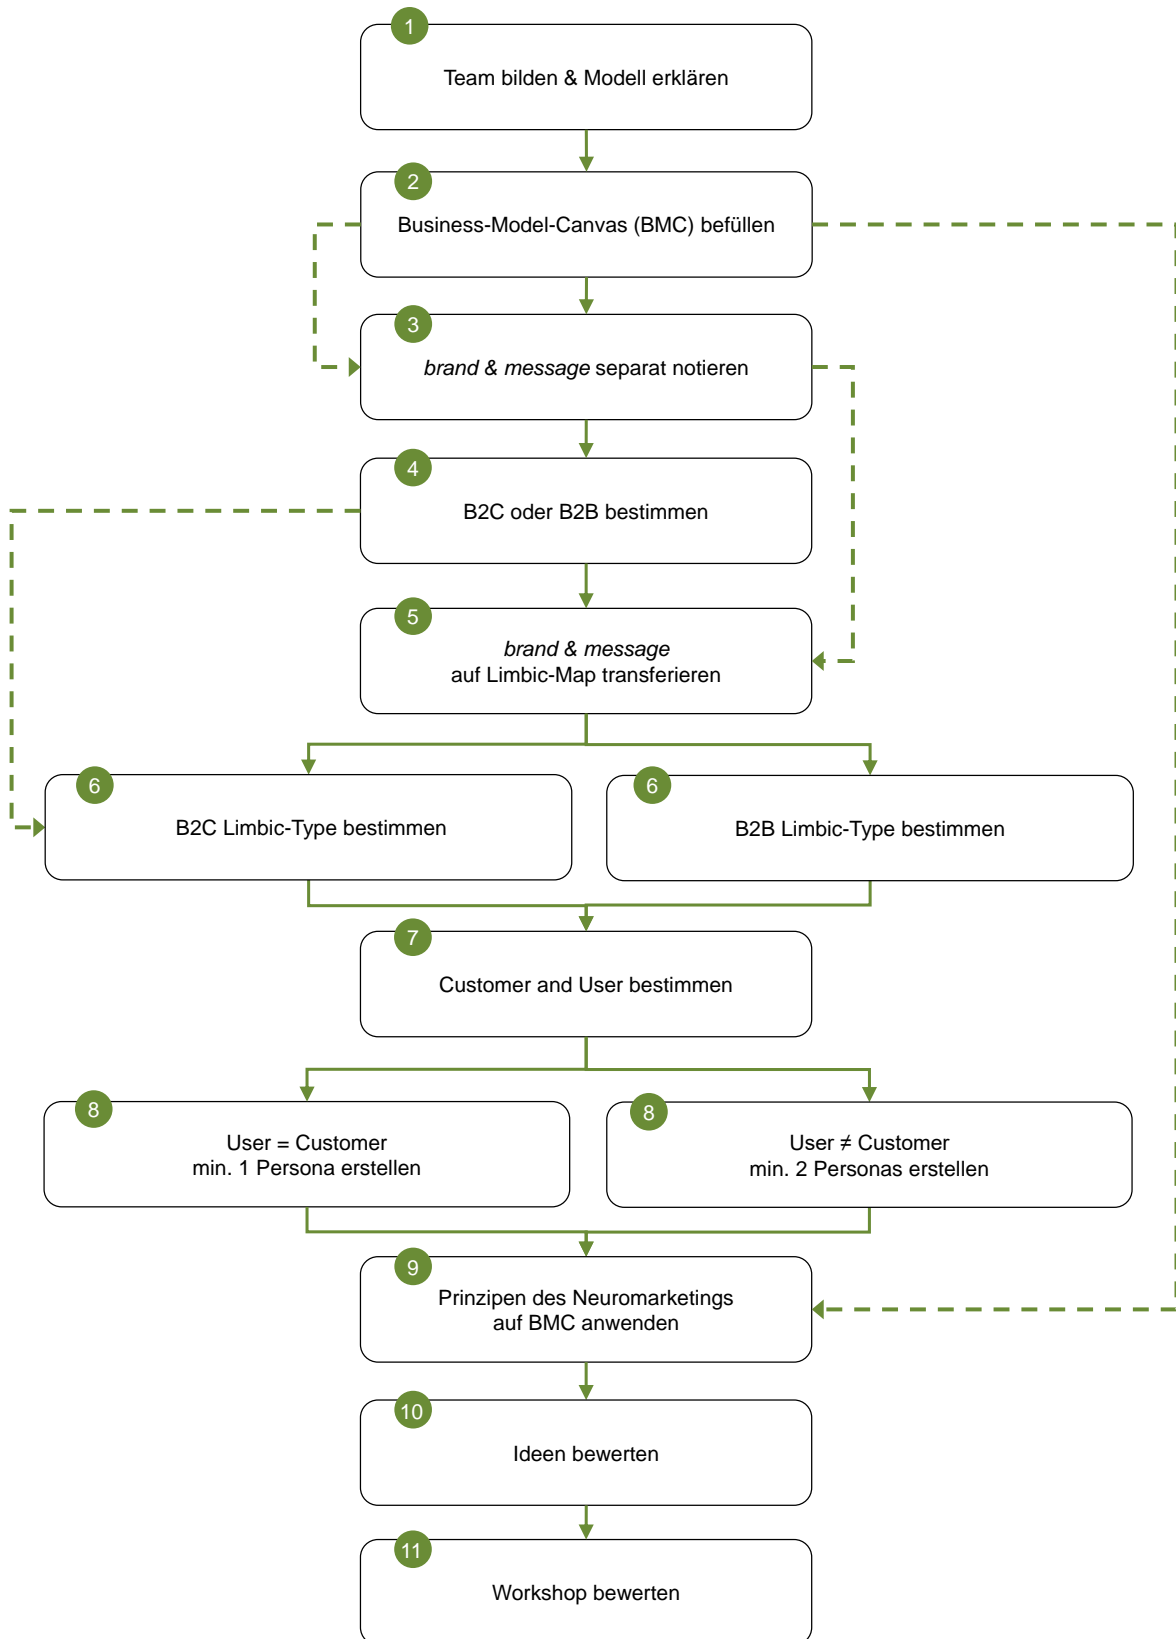 1
Team bilden & Modell erklären
2
Business-Model-Canvas (BMC) befüllen
3
brand & message separat notieren
4
B2C oder B2B bestimmen
5
brand & message
auf Limbic-Map transferieren
6
B2C Limbic-Type bestimmen
6
B2B Limbic-Type bestimmen
7
Customer and User bestimmen
8
User = Customer
min. 1 Persona erstellen
8
User ≠ Customer
min. 2 Personas erstellen
9
Prinzipen des Neuromarketings
auf BMC anwenden
10
Ideen bewerten
11
Workshop bewerten